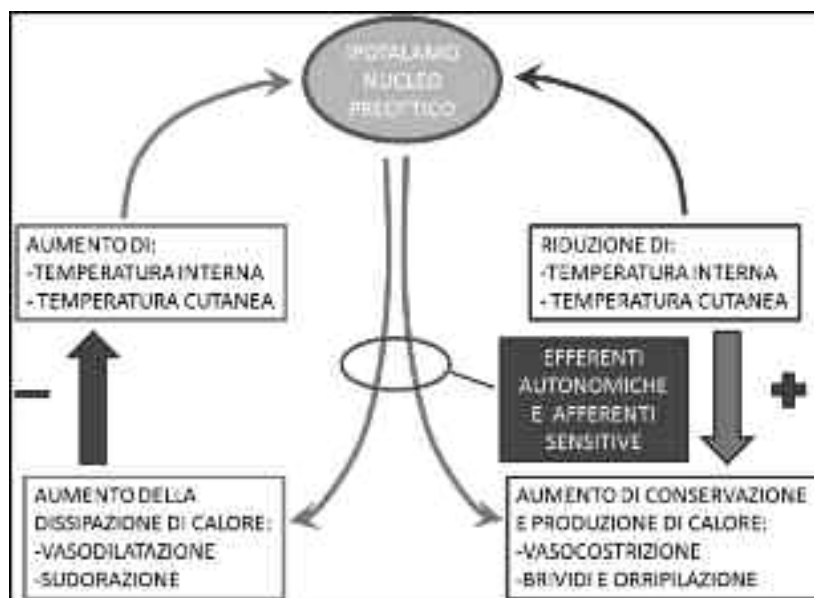 IPOTALAMO
NUCLEO
PREOTTICO
AUMENTO DI:
-TEMPERATURA INTERNA
- TEMPERATURA CUTANEA
RIDUZIONE DI:
-TEMPERATURA INTERNA
- TEMPERATURA CUTANEA
–
+
EFFERENTI
AUTONOMICHE
E AFFERENTI
SENSITIVE
AUMENTO DELLA
DISSIPAZIONE DI CALORE:
-VASODILATAZIONE
-SUDORAZIONE
AUMENTO DI CONSERVAZIONE
E PRODUZIONE DI CALORE:
-VASOCOSTRIZIONE
-BRIVIDI E ORRIPILAZIONE